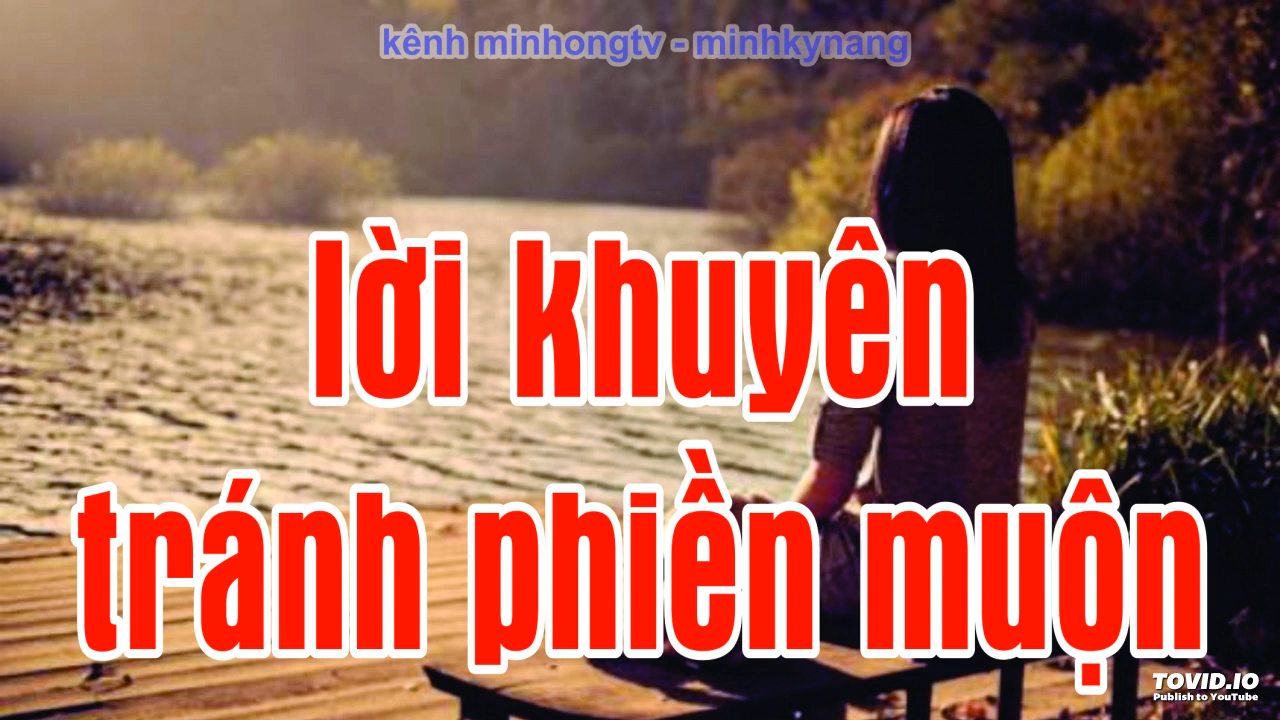 kênh minhongtv - minhkynang
lời khuyên
tránh phiền muộn
TOVID.IO
Publish to YouTube